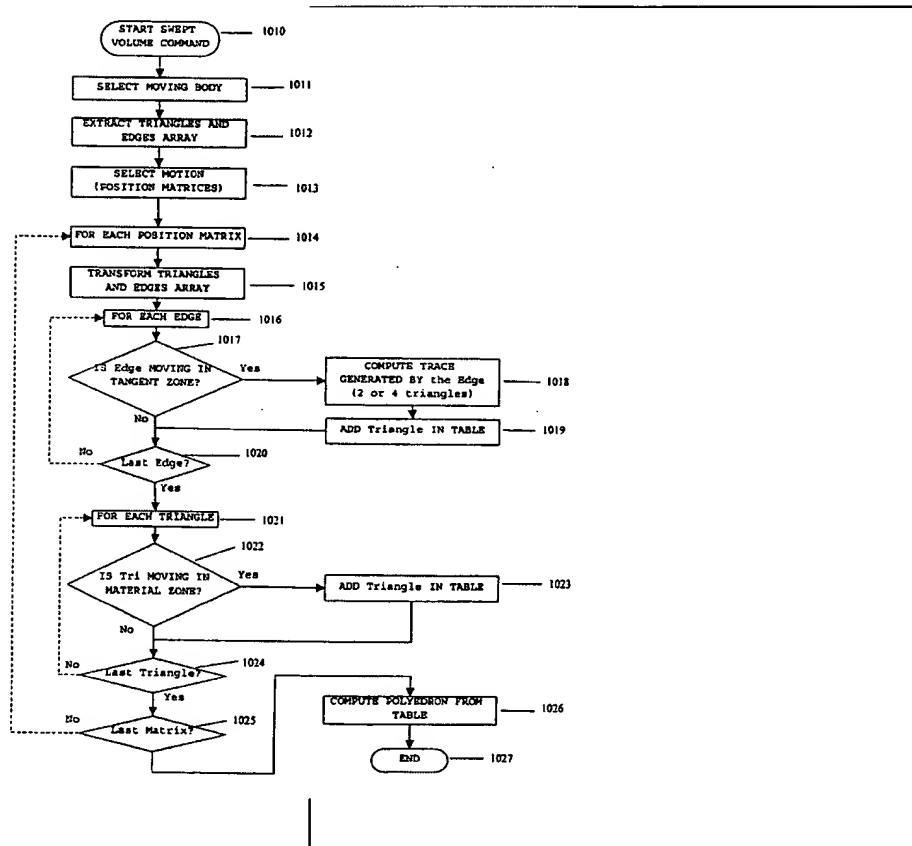 START SWEPT
VOLUME COMMAND
1010
SELECT MOVING BODY
1011
EXTRACT TRIANGLES AND
EDGES ARRAY
1012
SELECT MOTION
(POSITION MATRICES)
1013
FOR EACH POSITION MATRIX
1014
TRANSFORM TRIANGLES
AND EDGES ARRAY
1015
FOR EACH EDGE
1016
1017
IS Edge MOVING IN
TANGENT ZONE?
Yes
COMPUTE TRACE
GENERATED BY the Edge
(2 or 4 triangles)
1018
No
ADD Triangle IN TABLE
1019
No
Last Edge?
1020
Yes
FOR EACH TRIANGLE
1021
1022
IS Tri MOVING IN
MATERIAL ZONE?
Yes
ADD Triangle IN TABLE
1023
No
No
Last Triangle?
1024
Yes
No
Last Matrix?
1025
COMPUTE POLYEDRON FROM
TABLE
1026
END
1027